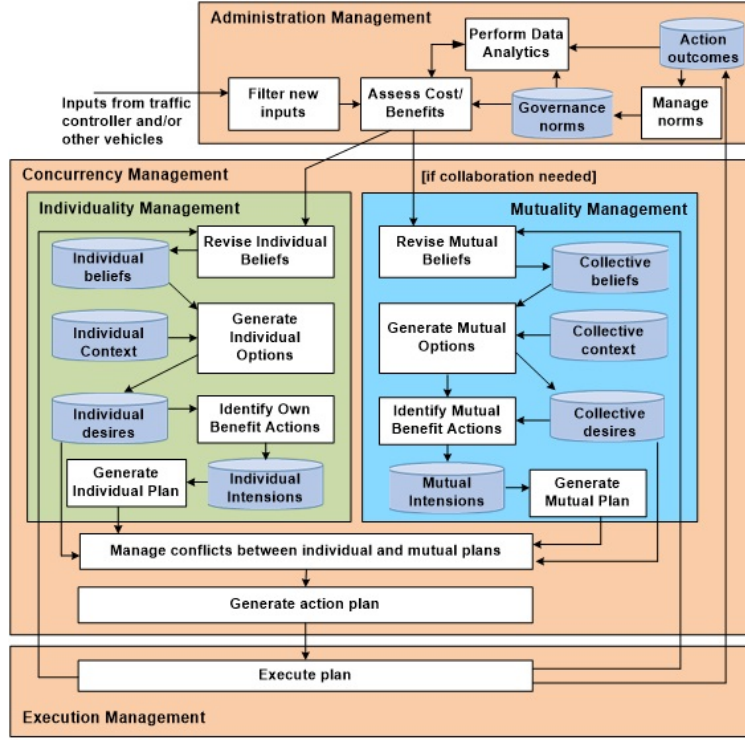 Administration Management
Perform Data
Analytics
Action
outcomes
Inputs from traffic
controller and/or
other vehicles
Filter new
inputs
Assess Cost/
Benefits
Governance
norms
Manage
norms
Concurrency Management
[if collaboration needed]
Individuality Management
Revise Individual
Beliefs
Individual
beliefs
Generate
Individual
Options
Individual
Context
Individual
desires
Identify Own
Benefit Actions
Generate
Individual Plan
Individual
Intensions
Mutuality Management
Revise Mutual
Beliefs
Collective
beliefs
Generate Mutual
Options
Collective
context
Identify Mutual
Benefit Actions
Collective
desires
Mutual
Intensions
Generate
Mutual Plan
Manage conflicts between individual and mutual plans
Generate action plan
Execute plan
Execution Management